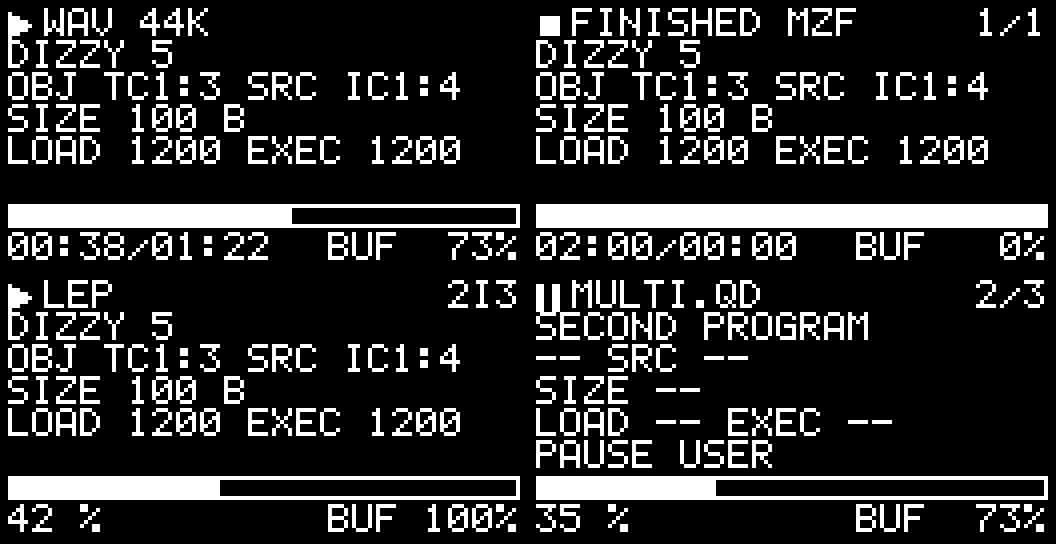 WAV 44K
DIZZY 5
OBJ TC1:3 SRC IC1:4
SIZE 100 B
LOAD 1200 EXEC 1200
00:38/01:22 BUF 73%
FINISHED MZF 1/1
DIZZY 5
OBJ TC1:3 SRC IC1:4
SIZE 100 B
LOAD 1200 EXEC 1200
02:00/00:00 BUF 0%
LEP 2I3
DIZZY 5
OBJ TC1:3 SRC IC1:4
SIZE 100 B
LOAD 1200 EXEC 1200
42 % BUF 100%
MULTI.QD 2/3
SECOND PROGRAM
-- SRC --
SIZE --
LOAD -- EXEC --
PAUSE USER
35 % BUF 73%